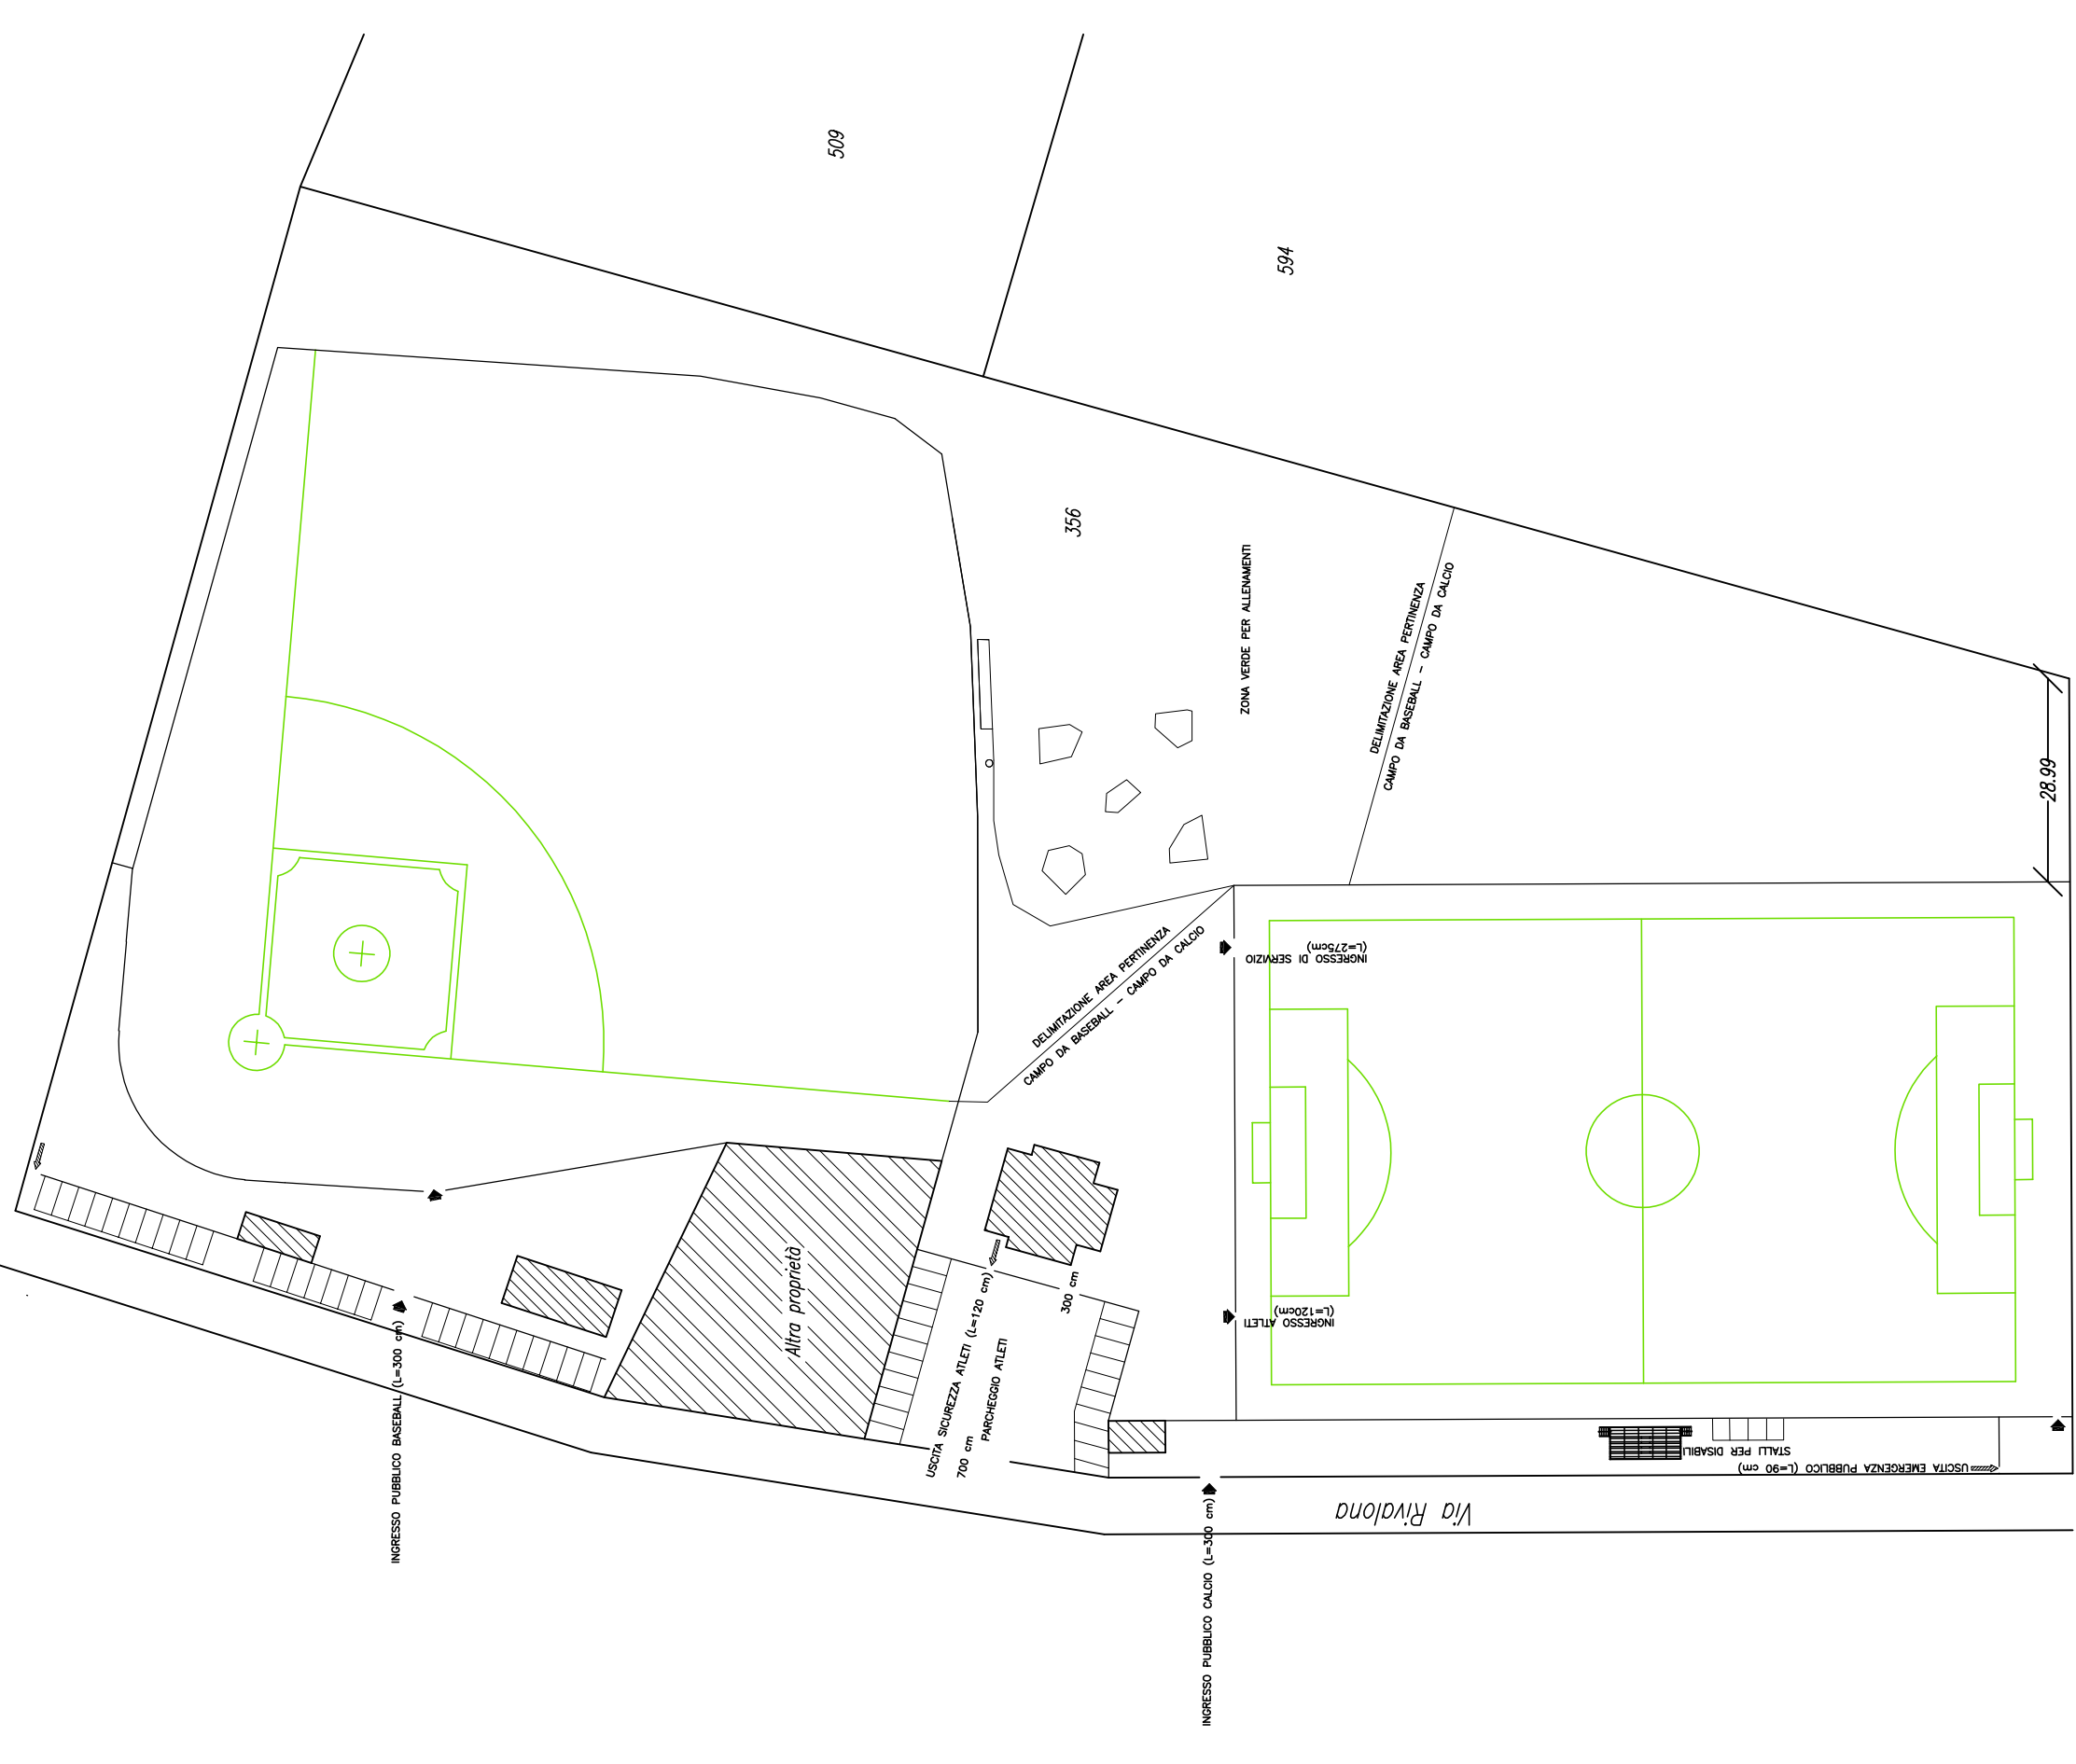 509
594
356
ZONA VERDE PER ALLENAMENTI
DELIMITAZIONE AREA PERTINENZA
CAMPO DA BASEBALL - CAMPO DA CALCIO
28.99
DELIMITAZIONE AREA PERTINENZA
CAMPO DA BASEBALL - CAMPO DA CALCIO
INGRESSO DI SERVIZIO
(L=275cm)
INGRESSO ATLETI
(L=120cm)
Altra proprietà
300 cm
USCITA SICUREZZA ATLETI (L=120 cm)
700 cm
PARCHEGGIO ATLETI
INGRESSO PUBBLICO BASEBALL (L=300 cm)
STALLI PER DISABILI
USCITA EMERGENZA PUBBLICO (L=90 cm)
Via Rivalona
INGRESSO PUBBLICO CALCIO (L=300 cm)